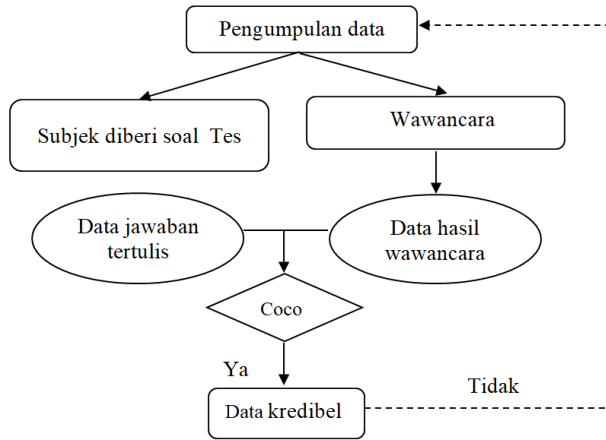 Pengumpulan data
Subjek diberi soal Tes
Wawancara
Data jawaban
tertulis
Data hasil
wawancara
Coco
Ya
Tidak
Data kredibel